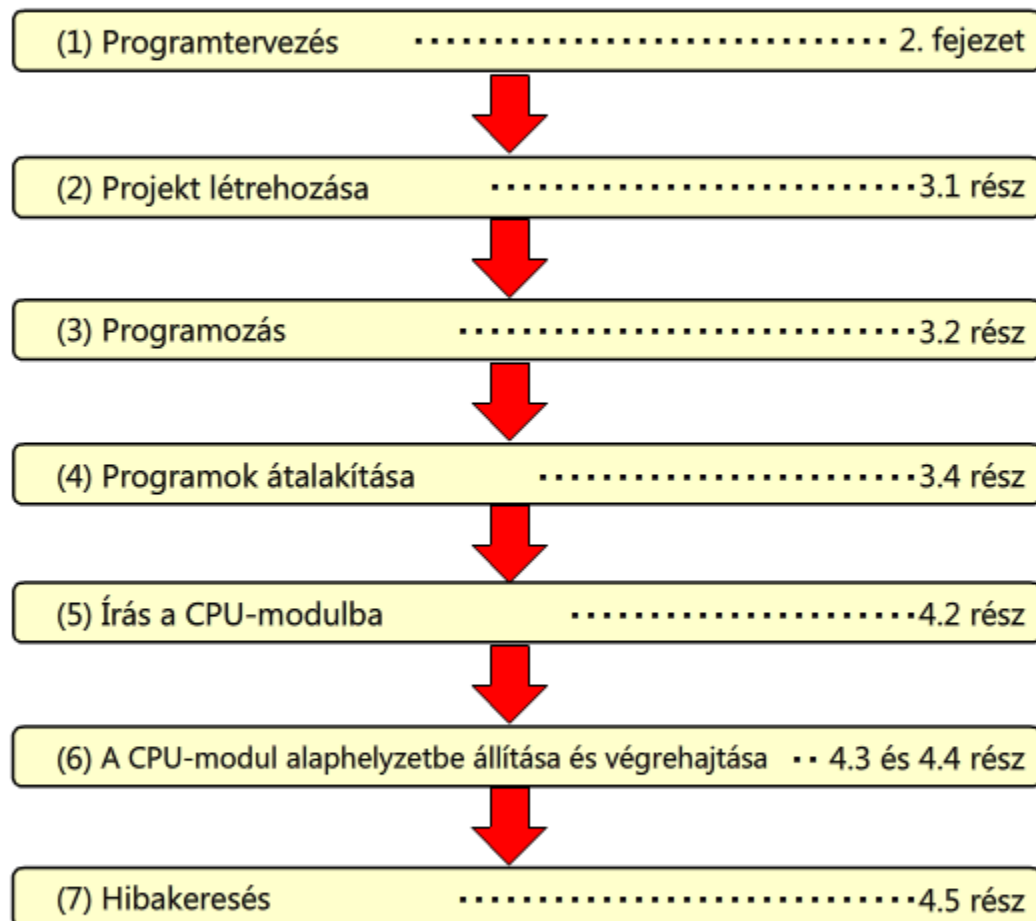 (1) Programtervezés ······························ 2. fejezet
(2) Projekt létrehozása ···························3.1 rész
(3) Programozás ·····························3.2 rész
(4) Programok átalakítása ························3.4 rész
(5) Írás a CPU-modulba ······················4.2 rész
(6) A CPU-modul alaphelyzetbe állítása és végrehajtása ·· 4.3 és 4.4 rész
(7) Hibakeresés ·····························4.5 rész